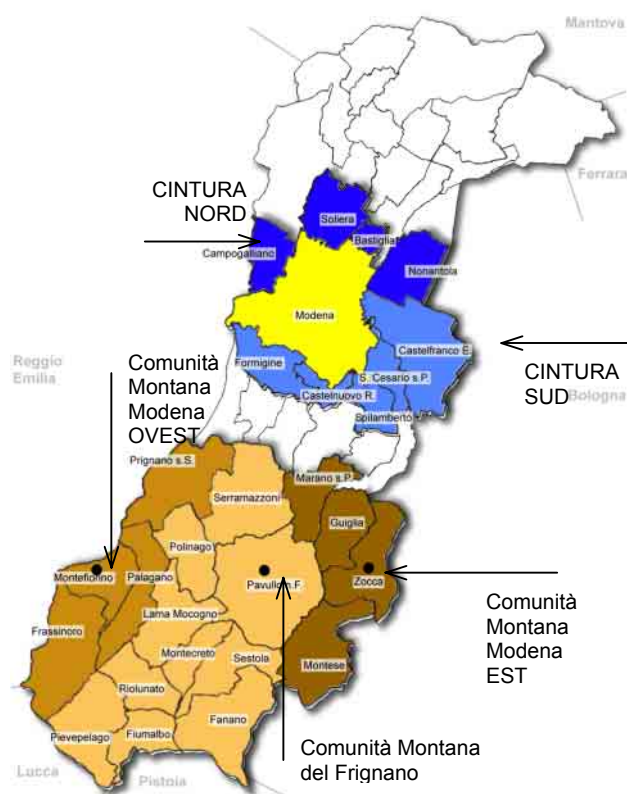 Mantova
Ferrara
CINTURA
NORD
Soliera
Bastiglia
Campogalliano
Nonantola
Modena
Castelfranco E.
Formigine
S. Cesario s.P.
Castelnuovo R.
Spilamberto
CINTURA
SUD
Bologna
Reggio
Emilia
Comunità
Montana
Modena
OVEST
Prignano s.S.
Marano s.P.
Serramazzoni
Guiglia
Polinago
Montefiorino
Palagano
Pavullo n.F.
Zocca
Lama Mocogno
Frassinoro
Montecreto
Sestola
Montese
Riolunato
Fanano
Pievepelago
Fiumalbo
Comunità
Montana
Modena
EST
Comunità Montana
del Frignano
Lucca
Pistoia